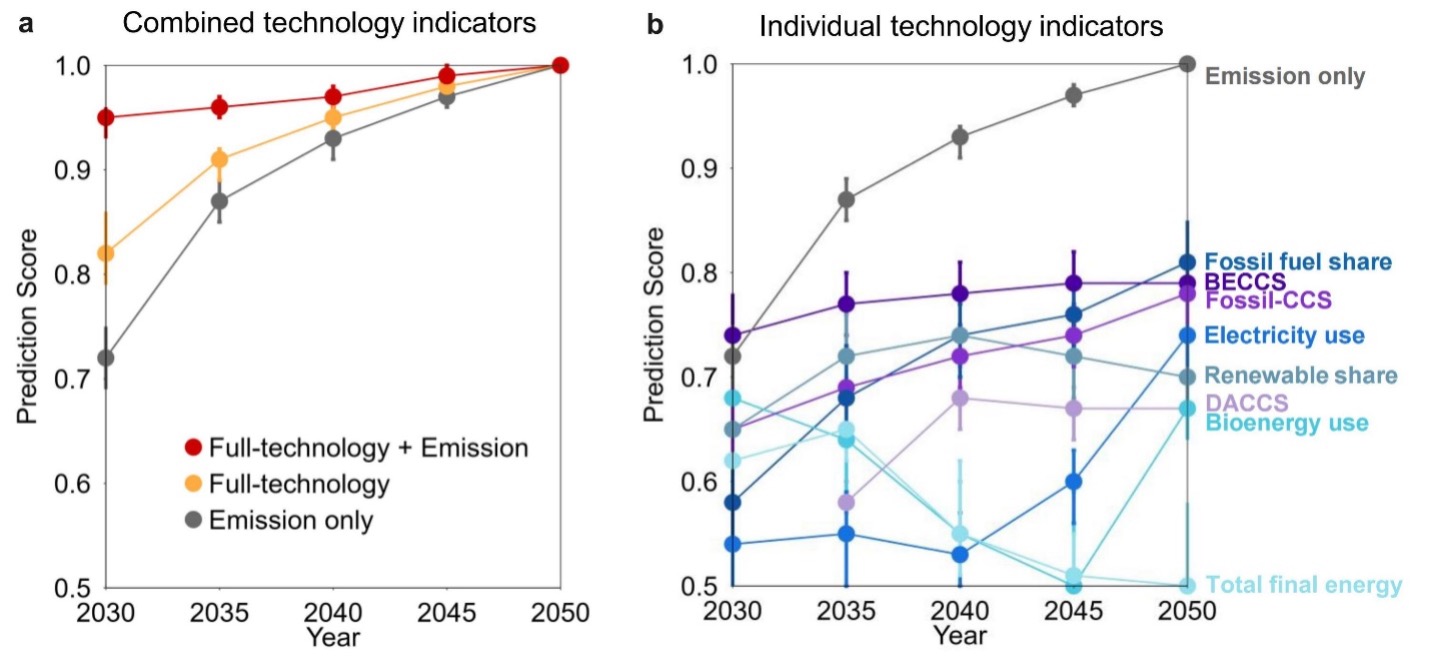 a
Combined technology indicators
1.0
0.9
0.8
0.7
0.6
0.5
Prediction Score
Full-technology + Emission
Full-technology
Emission only
2030 2035 2040 2045 2050
Year
b
Individual technology indicators
1.0
0.9
0.8
0.7
0.6
0.5
Prediction Score
Emission only
Fossil fuel share
BECCS
Fossil-CCS
Electricity use
Renewable share
DACCS
Bioenergy use
Total final energy
2030 2035 2040 2045 2050
Year